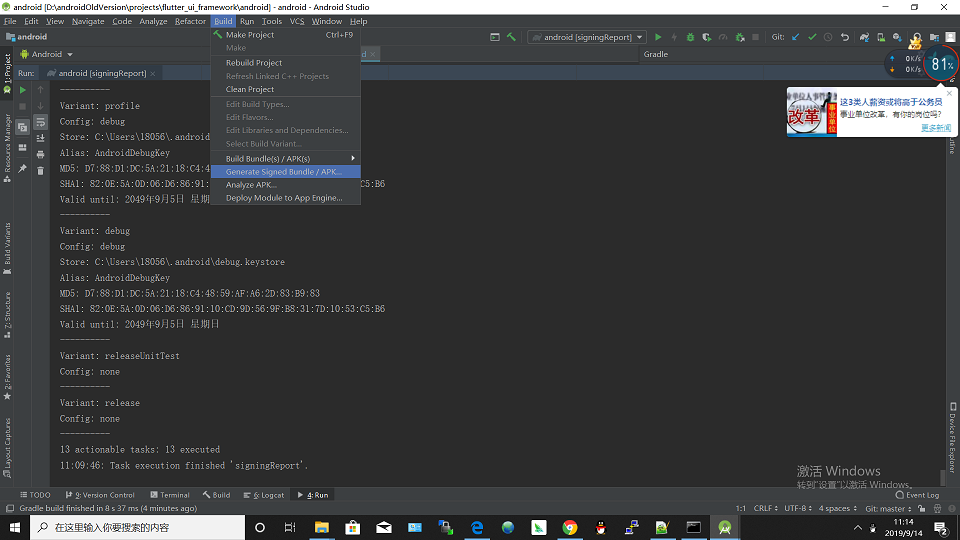 android [D:\androidOldVersion\projects\flutter_ui_framework\android] - android - Android Studio
File Edit View Navigate Code Analyze Refactor Build Run Tools VCS Window Help
android
android [signingReport]
Git:
Make Project Ctrl+F9
Make
Rebuild Project
Refresh Linked C++ Projects
Clean Project
Edit Build Types...
Edit Flavors...
Edit Libraries and Dependencies...
Select Build Variant...
Build Bundle(s) / APK(s)
Generate Signed Bundle / APK...
Analyze APK...
Deploy Module to App Engine...
Android
Gradle
0K/s
0K/s
81%
Run: android [signingReport]
这3类人薪资或将高于公务员
事业单位改革,有你的岗位吗?
更多新闻
改革
事业单位
1: Project
Resource Manager
Build Variants
7: Structure
2: Favorites
Layout Captures
Device File Explorer
----------
Variant: profile
Config: debug
Store: C:\Users\18056\.android
Alias: AndroidDebugKey
MD5: D7:88:D1:DC:5A:21:18:C4:4
SHA1: 82:0E:5A:0D:06:D6:86:91: C5:B6
Valid until: 2049年9月5日 星期
----------
Variant: debug
Config: debug
Store: C:\Users\18056\.android\debug.keystore
Alias: AndroidDebugKey
MD5: D7:88:D1:DC:5A:21:18:C4:48:59:AF:A6:2D:83:B9:83
SHA1: 82:0E:5A:0D:06:D6:86:91:10:CD:9D:56:9F:B8:31:7D:10:53:C5:B6
Valid until: 2049年9月5日 星期日
----------
Variant: releaseUnitTest
Config: none
----------
Variant: release
Config: none
----------
13 actionable tasks: 13 executed
11:09:46: Task execution finished 'signingReport'.
激活 Windows
转到"设置"以激活 Windows。
TODO 9: Version Control Terminal Build 6: Logcat 4: Run Event Log
Gradle build finished in 8 s 37 ms (4 minutes ago) 1:1 CRLF UTF-8 4 spaces Git: master
在这里输入你要搜索的内容
11:14
2019/9/14
2